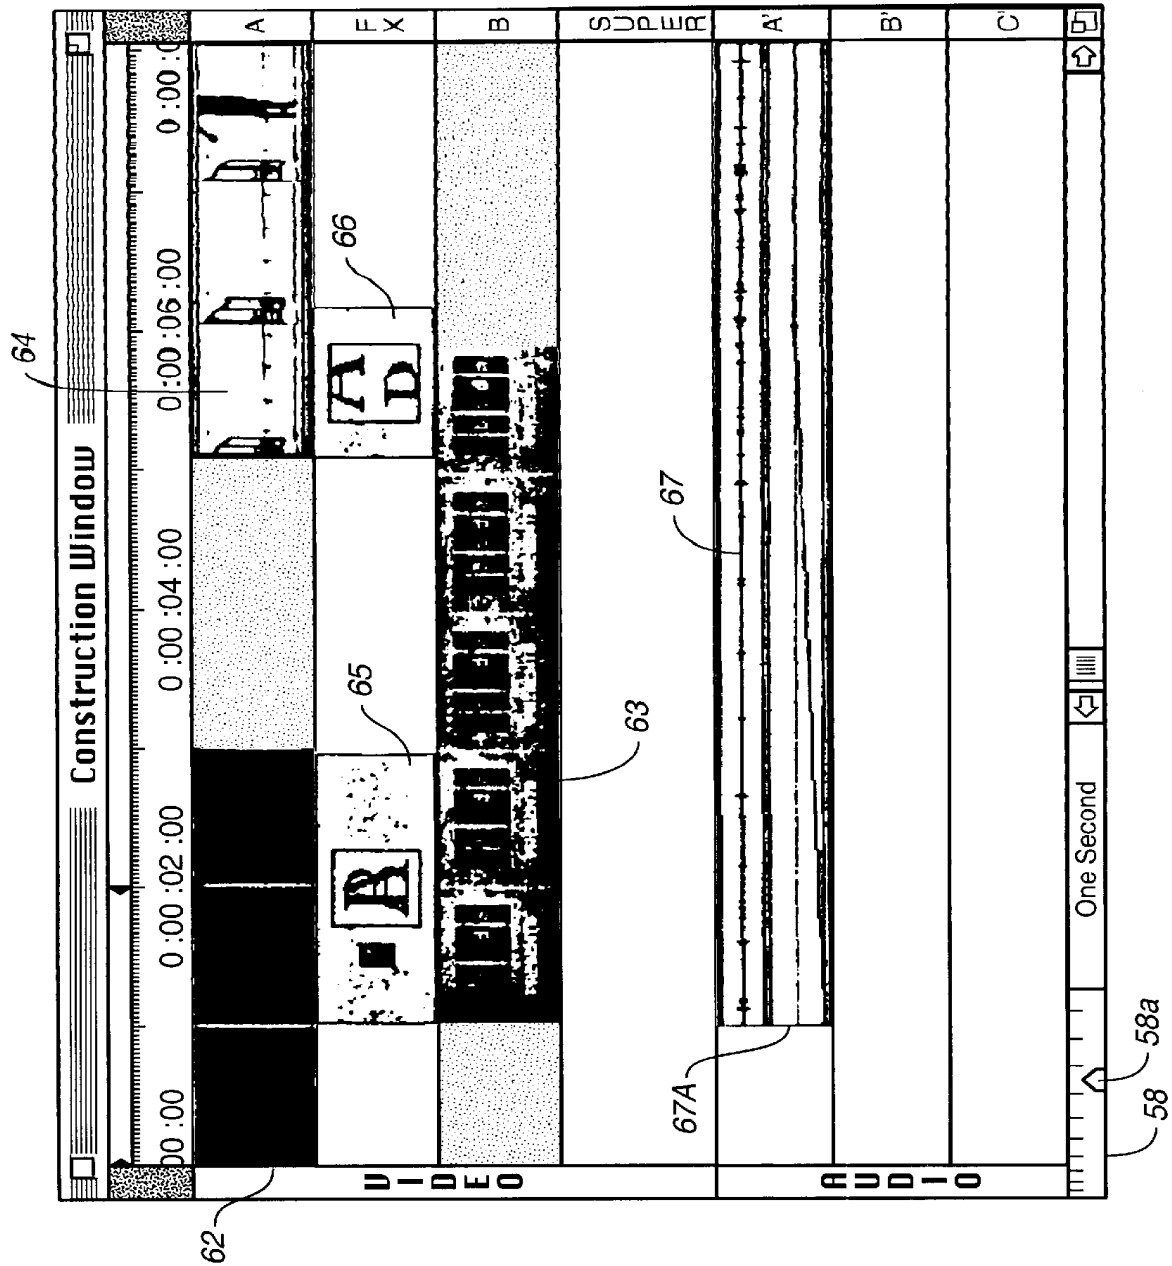 Construction Window
00 :00
0:00 :02 :00
0:00 :04 :00
0:00 :06 :00
0:00 :0
VIDEO
A
FX
B
SUPER
AUDIO
A'
B'
C'
R
A
D
One Second
62
64
65
66
63
67
67A
58
58a